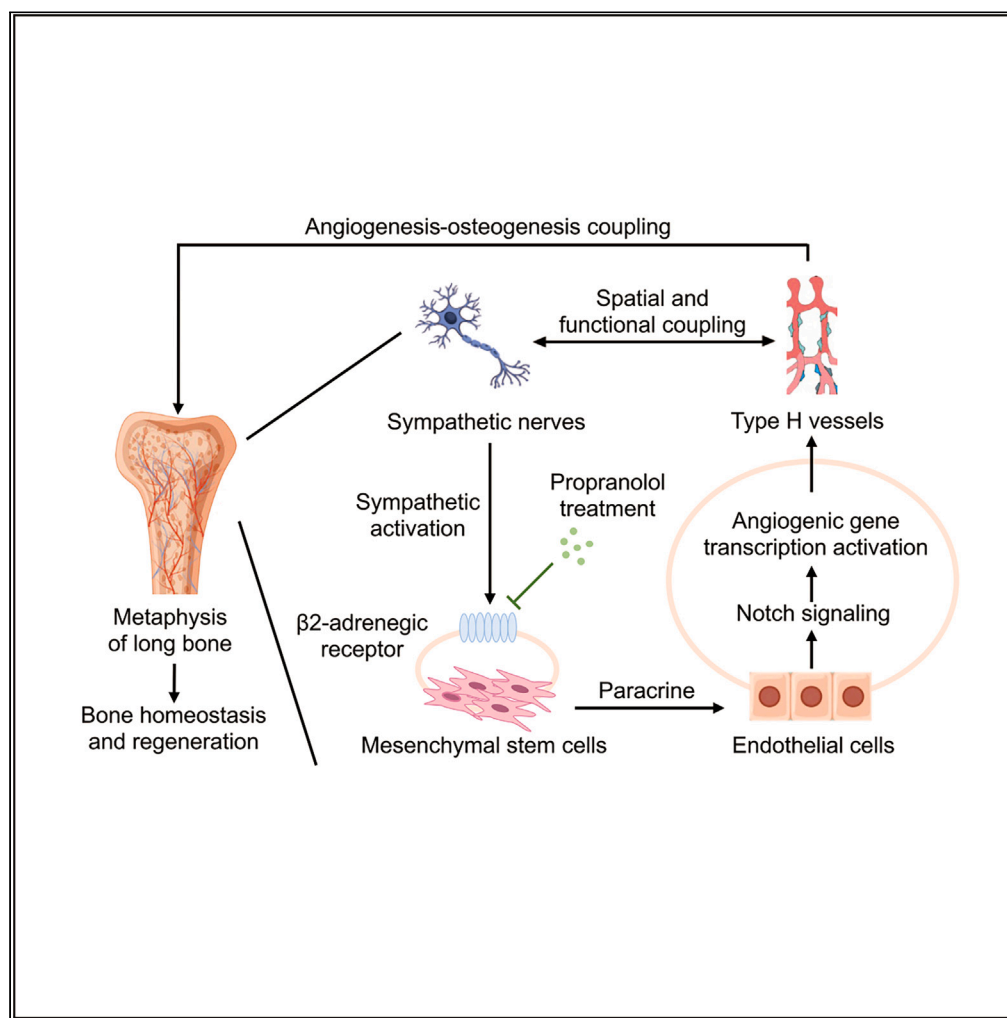 Angiogenesis-osteogenesis coupling
Spatial and
functional coupling
Sympathetic nerves
Type H vessels
Sympathetic
activation
Propranolol
treatment
Angiogenic gene
transcription activation
Notch signaling
β2-adrenegic
receptor
Metaphysis
of long bone
Paracrine
Bone homeostasis
and regeneration
Mesenchymal stem cells
Endothelial cells